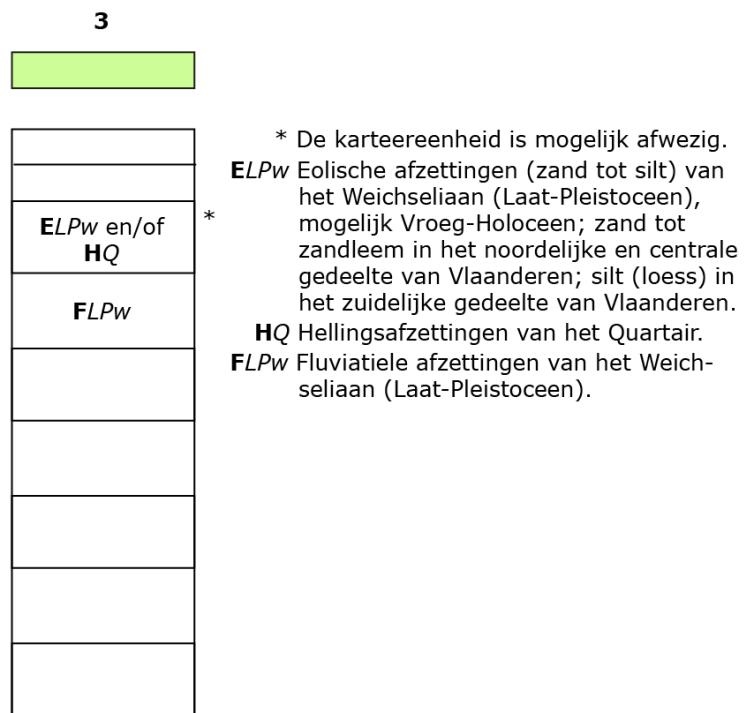 3
* De karteereenheid is mogelijk afwezig.
ELPw Eolische afzettingen (zand tot silt) van
het Weichseliaan (Laat-Pleistoceen),
mogelijk Vroeg-Holoceen; zand tot
zandleem in het noordelijke en centrale
gedeelte van Vlaanderen; silt (loess) in
het zuidelijke gedeelte van Vlaanderen.
HQ Hellingsafzettingen van het Quartair.
FLPw Fluviatiele afzettingen van het Weich-
seliaan (Laat-Pleistoceen).
ELPw en/of *
HQ
FLPw